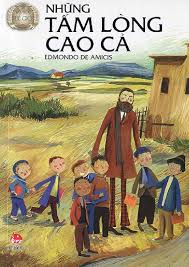 NHỮNG
TẤM LÒNG
CAO CẢ
EDMONDO DE AMICIS